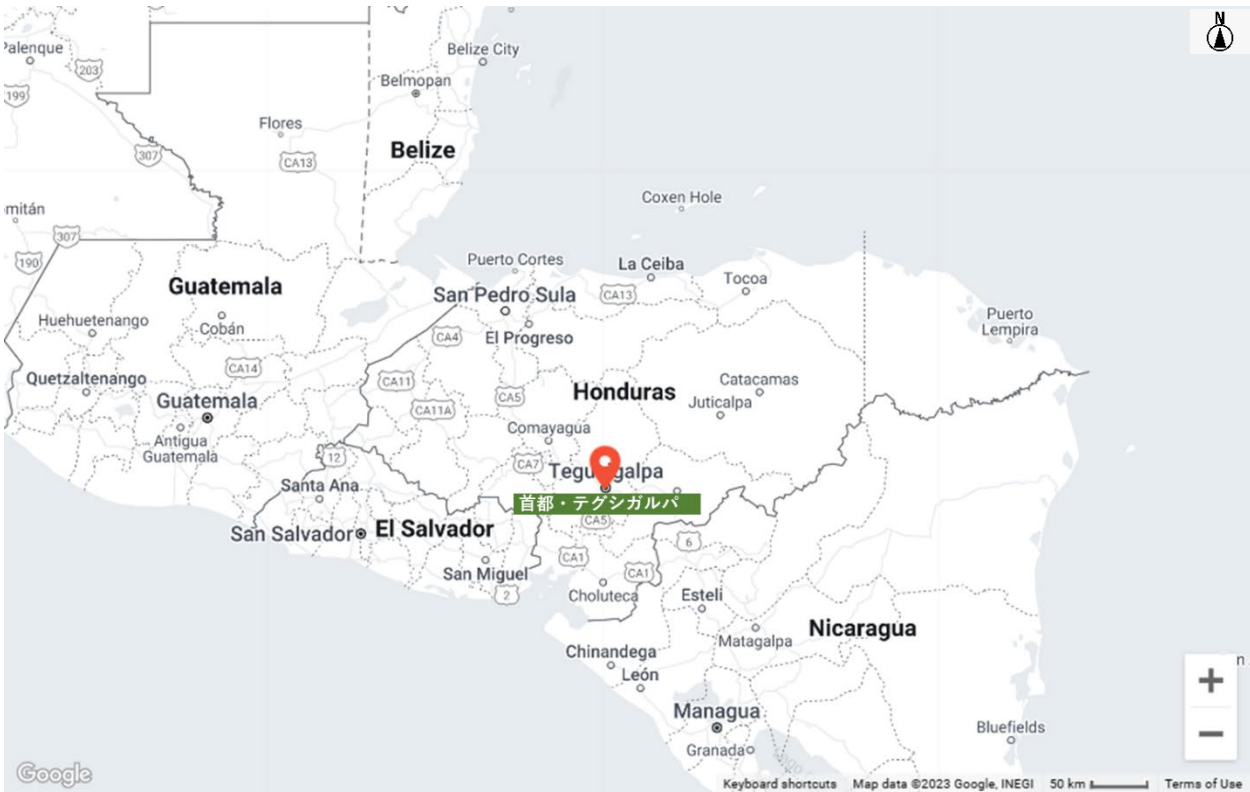 N
Palenque
203
199
Belize City
Belmopan
Flores
CA13
307
Belize
Coxen Hole
mitán
307
190
Puerto Cortes
La Ceiba
Tocoa
Guatemala
San Pedro Sula
CA13
Huehuetenango
Cobán
CA4
El Progreso
Puerto
Lempira
CA14
Quetzaltenango
CA11
Honduras
Catacamas
Guatemala
CA11A
CA5
Juticalpa
Antigua
Guatemala
Comayagua
12
CA7
Santa Ana
首都・テグシガルパ
San Salvador
El Salvador
CA5
6
San Miguel
CA1
CA1
2
Choluteca
Esteli
Matagalpa
Nicaragua
Chinandega
León
Managua
Granada
Bluefields
+
−
Google
Keyboard shortcuts
Map data ©2023 Google, INEGI
50 km
Terms of Use